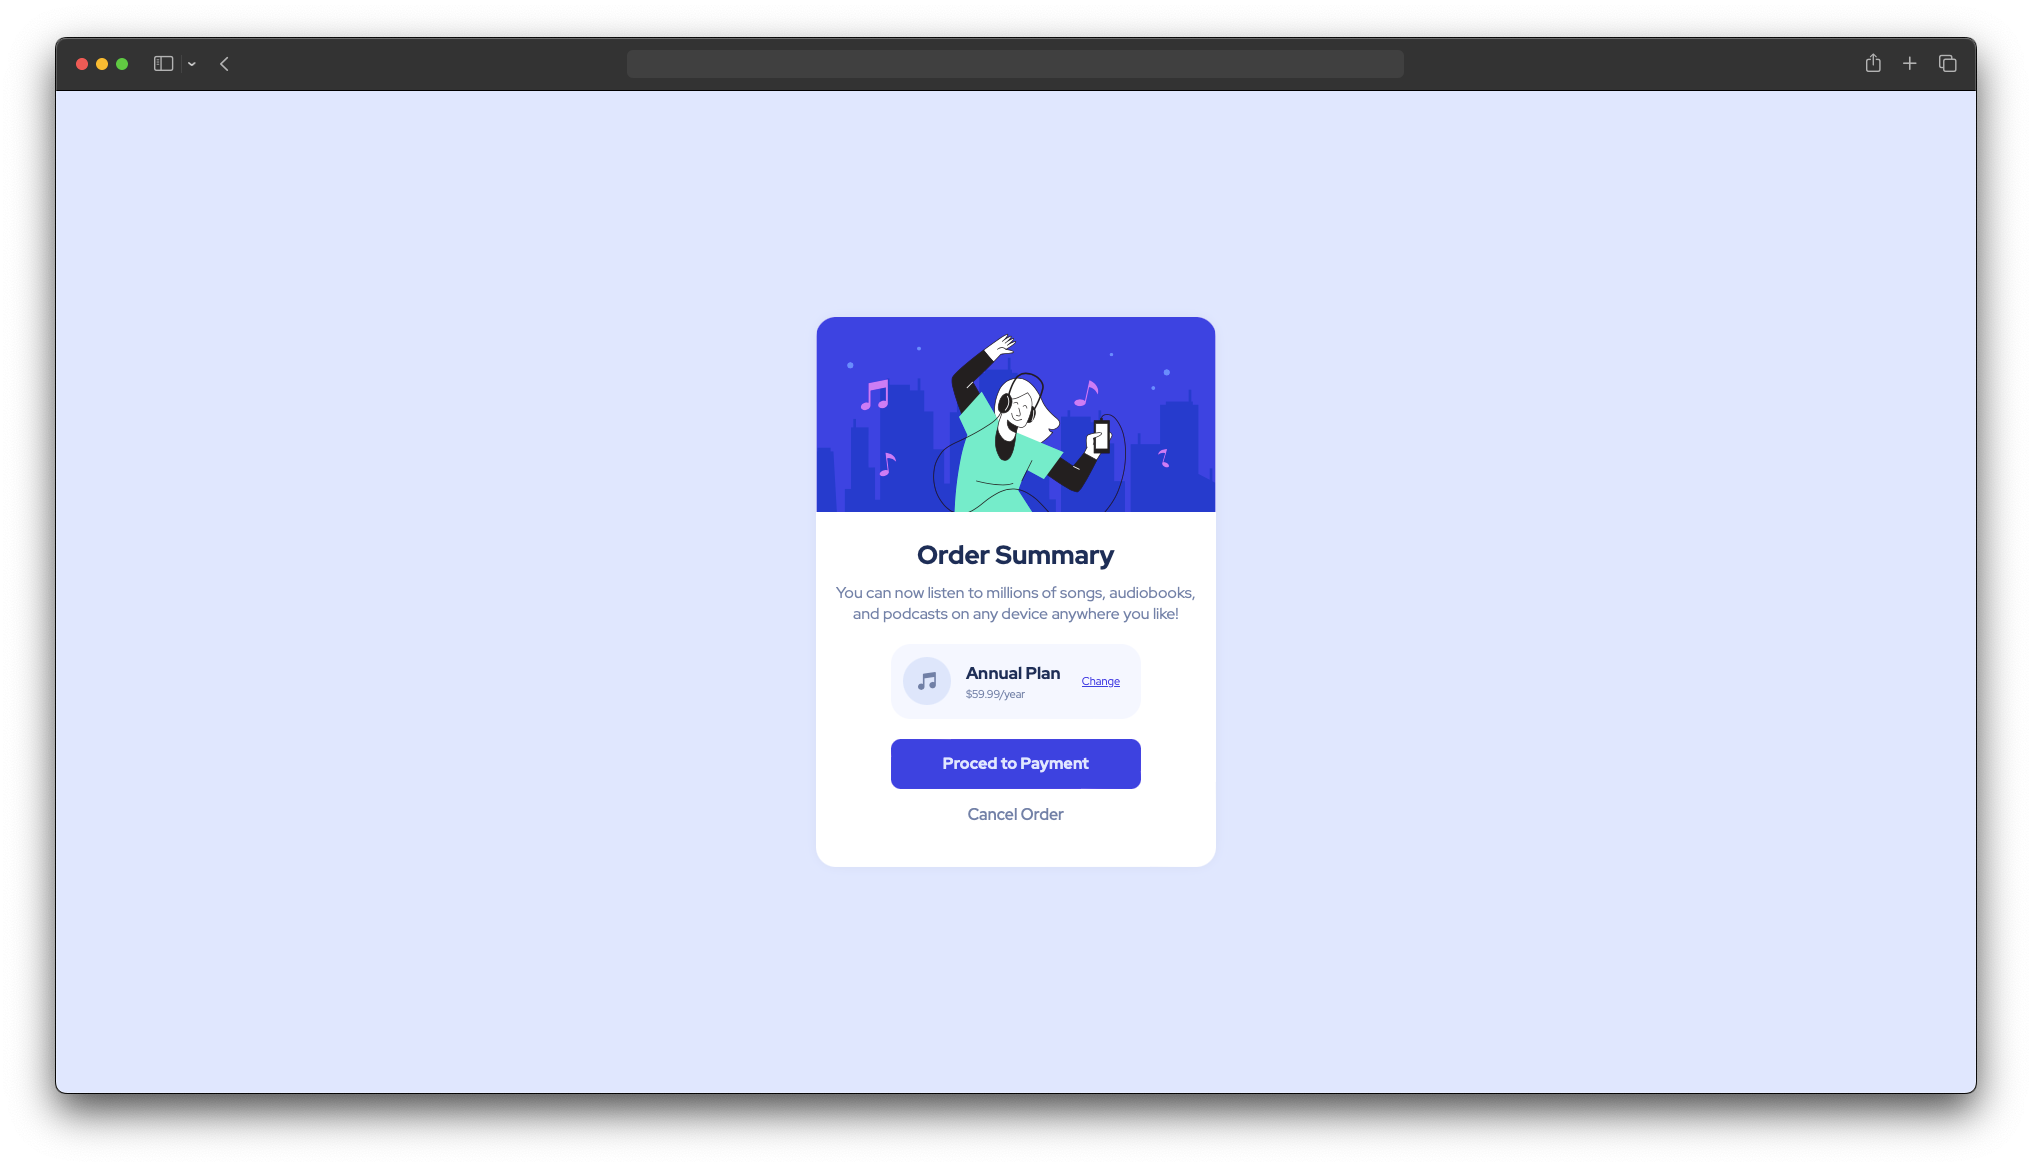 Order Summary
You can now listen to millions of songs, audiobooks,
and podcasts on any device anywhere you like!
Annual Plan
$59.99/year
Change
Proced to Payment
Cancel Order